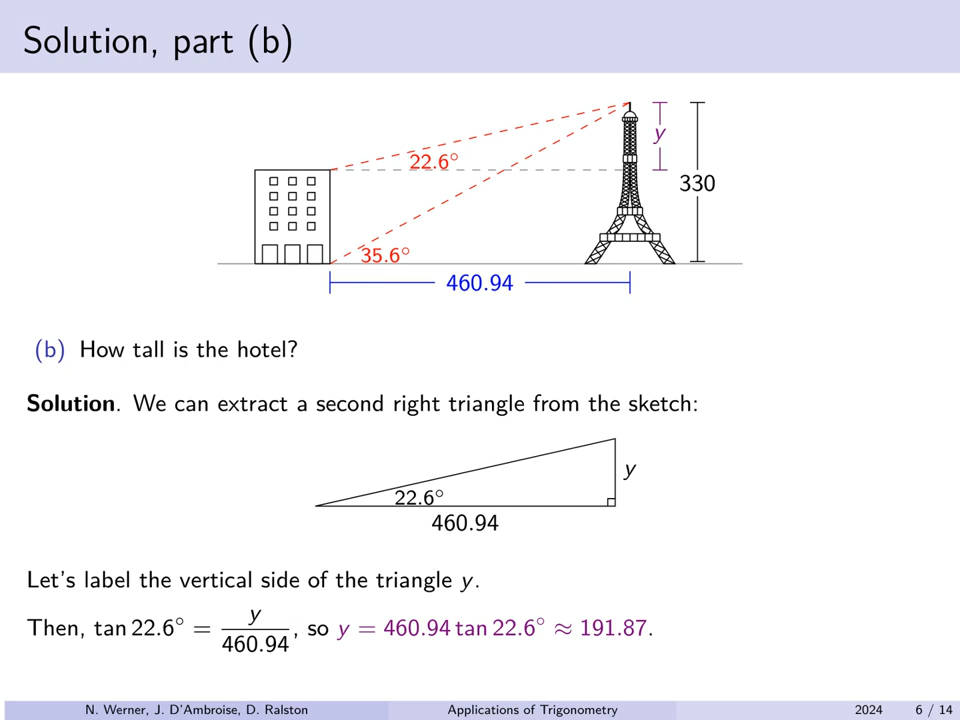 Solution, part (b)
22.6°
y
330
35.6°
460.94
(b) How tall is the hotel?
Solution. We can extract a second right triangle from the sketch:
y
22.6°
460.94
Let's label the vertical side of the triangle y.
Then, tan 22.6° = y/460.94, so y = 460.94 tan 22.6° ≈ 191.87.
N. Werner, J. D'Ambroise, D. Ralston Applications of Trigonometry 2024 6 / 14